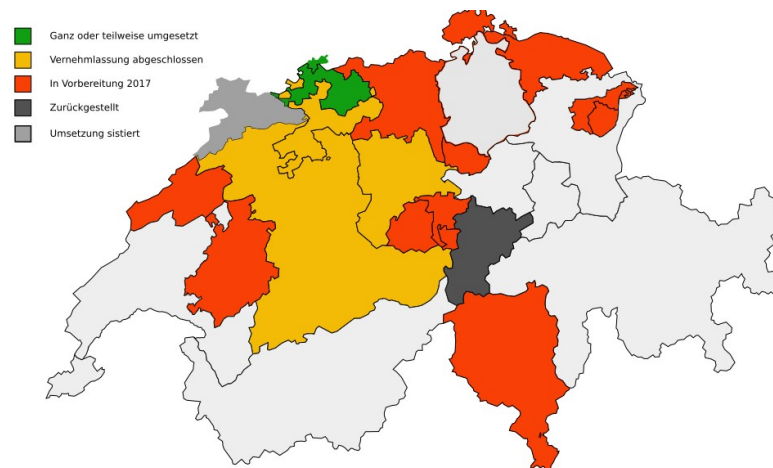 Ganz oder teilweise umgesetzt
Vernehmlassung abgeschlossen
In Vorbereitung 2017
Zurückgestellt
Umsetzung sistiert